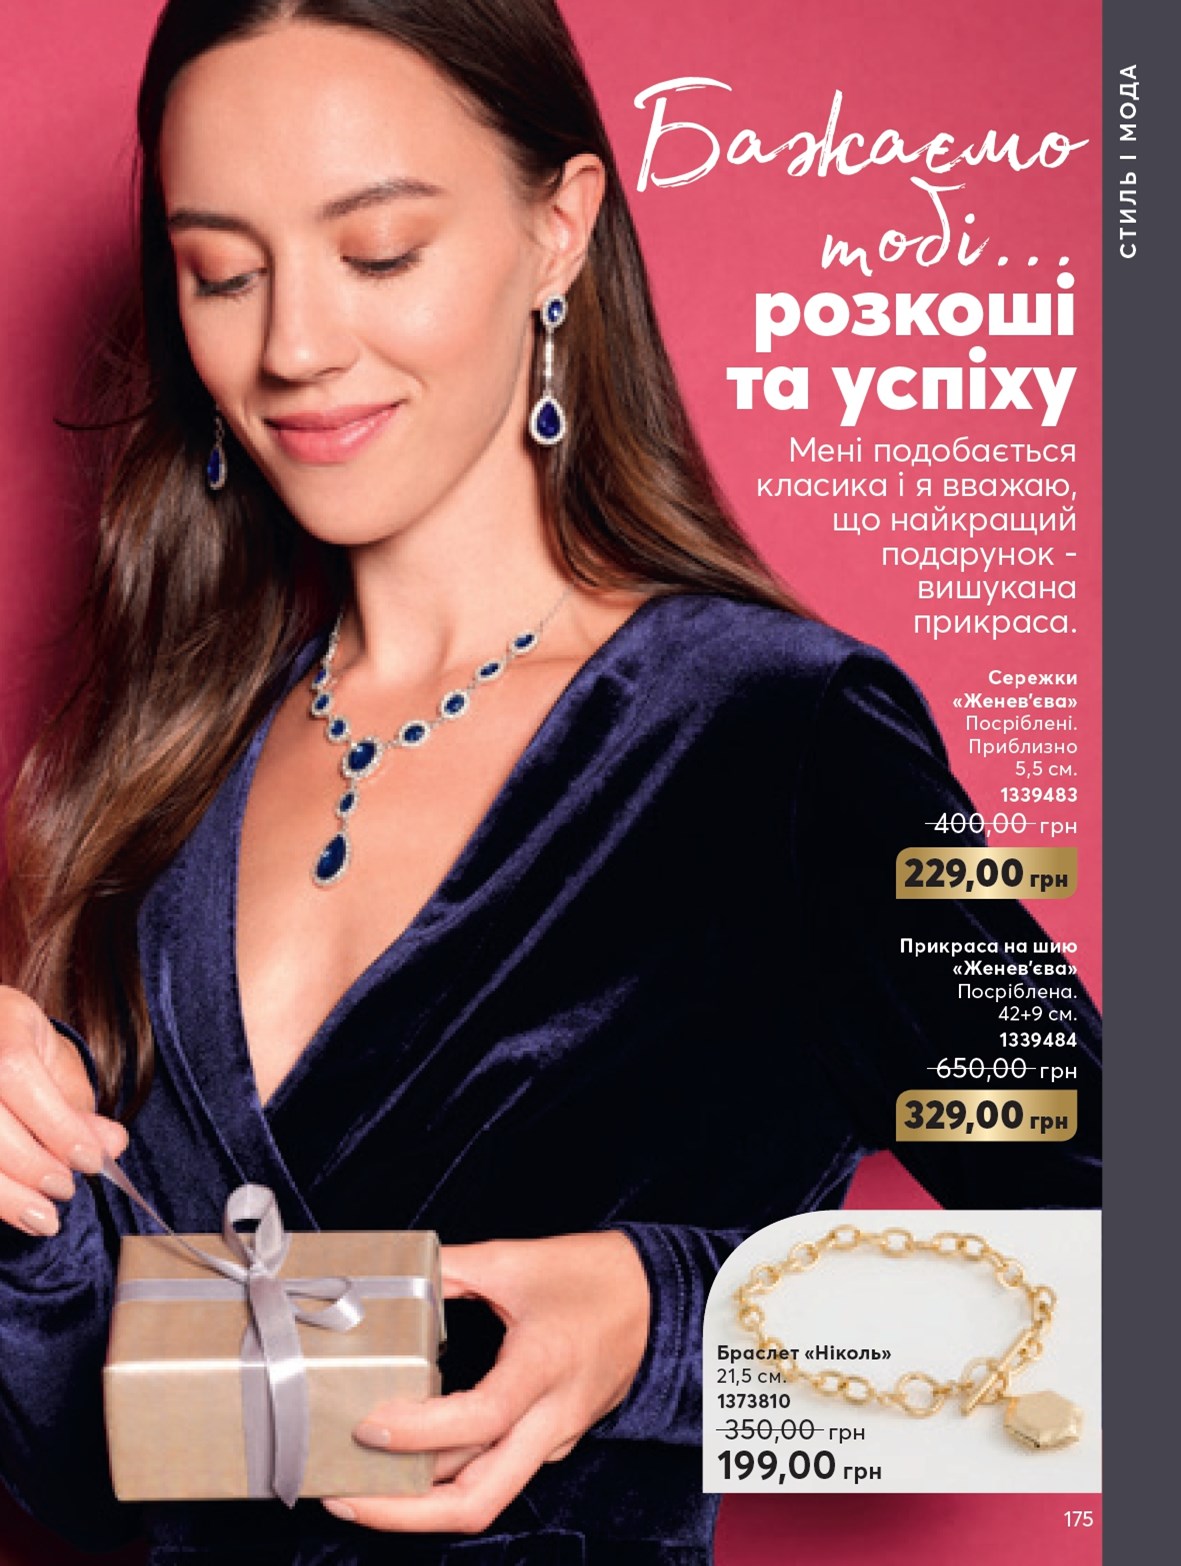 СТИЛЬ І МОДА
Бажаємо
тобі...
розкоші
та успіху
Мені подобається
класика і я вважаю,
що найкращий
подарунок -
вишукана
прикраса.
Сережки
«Женев’єва»
Посріблені.
Приблизно
5,5 см.
1339483
400,00 грн
229,00 грн
Прикраса на шию
«Женев’єва»
Посріблена.
42+9 см.
1339484
650,00 грн
329,00 грн
Браслет «Ніколь»
21,5 см.
1373810
350,00 грн
199,00 грн
175